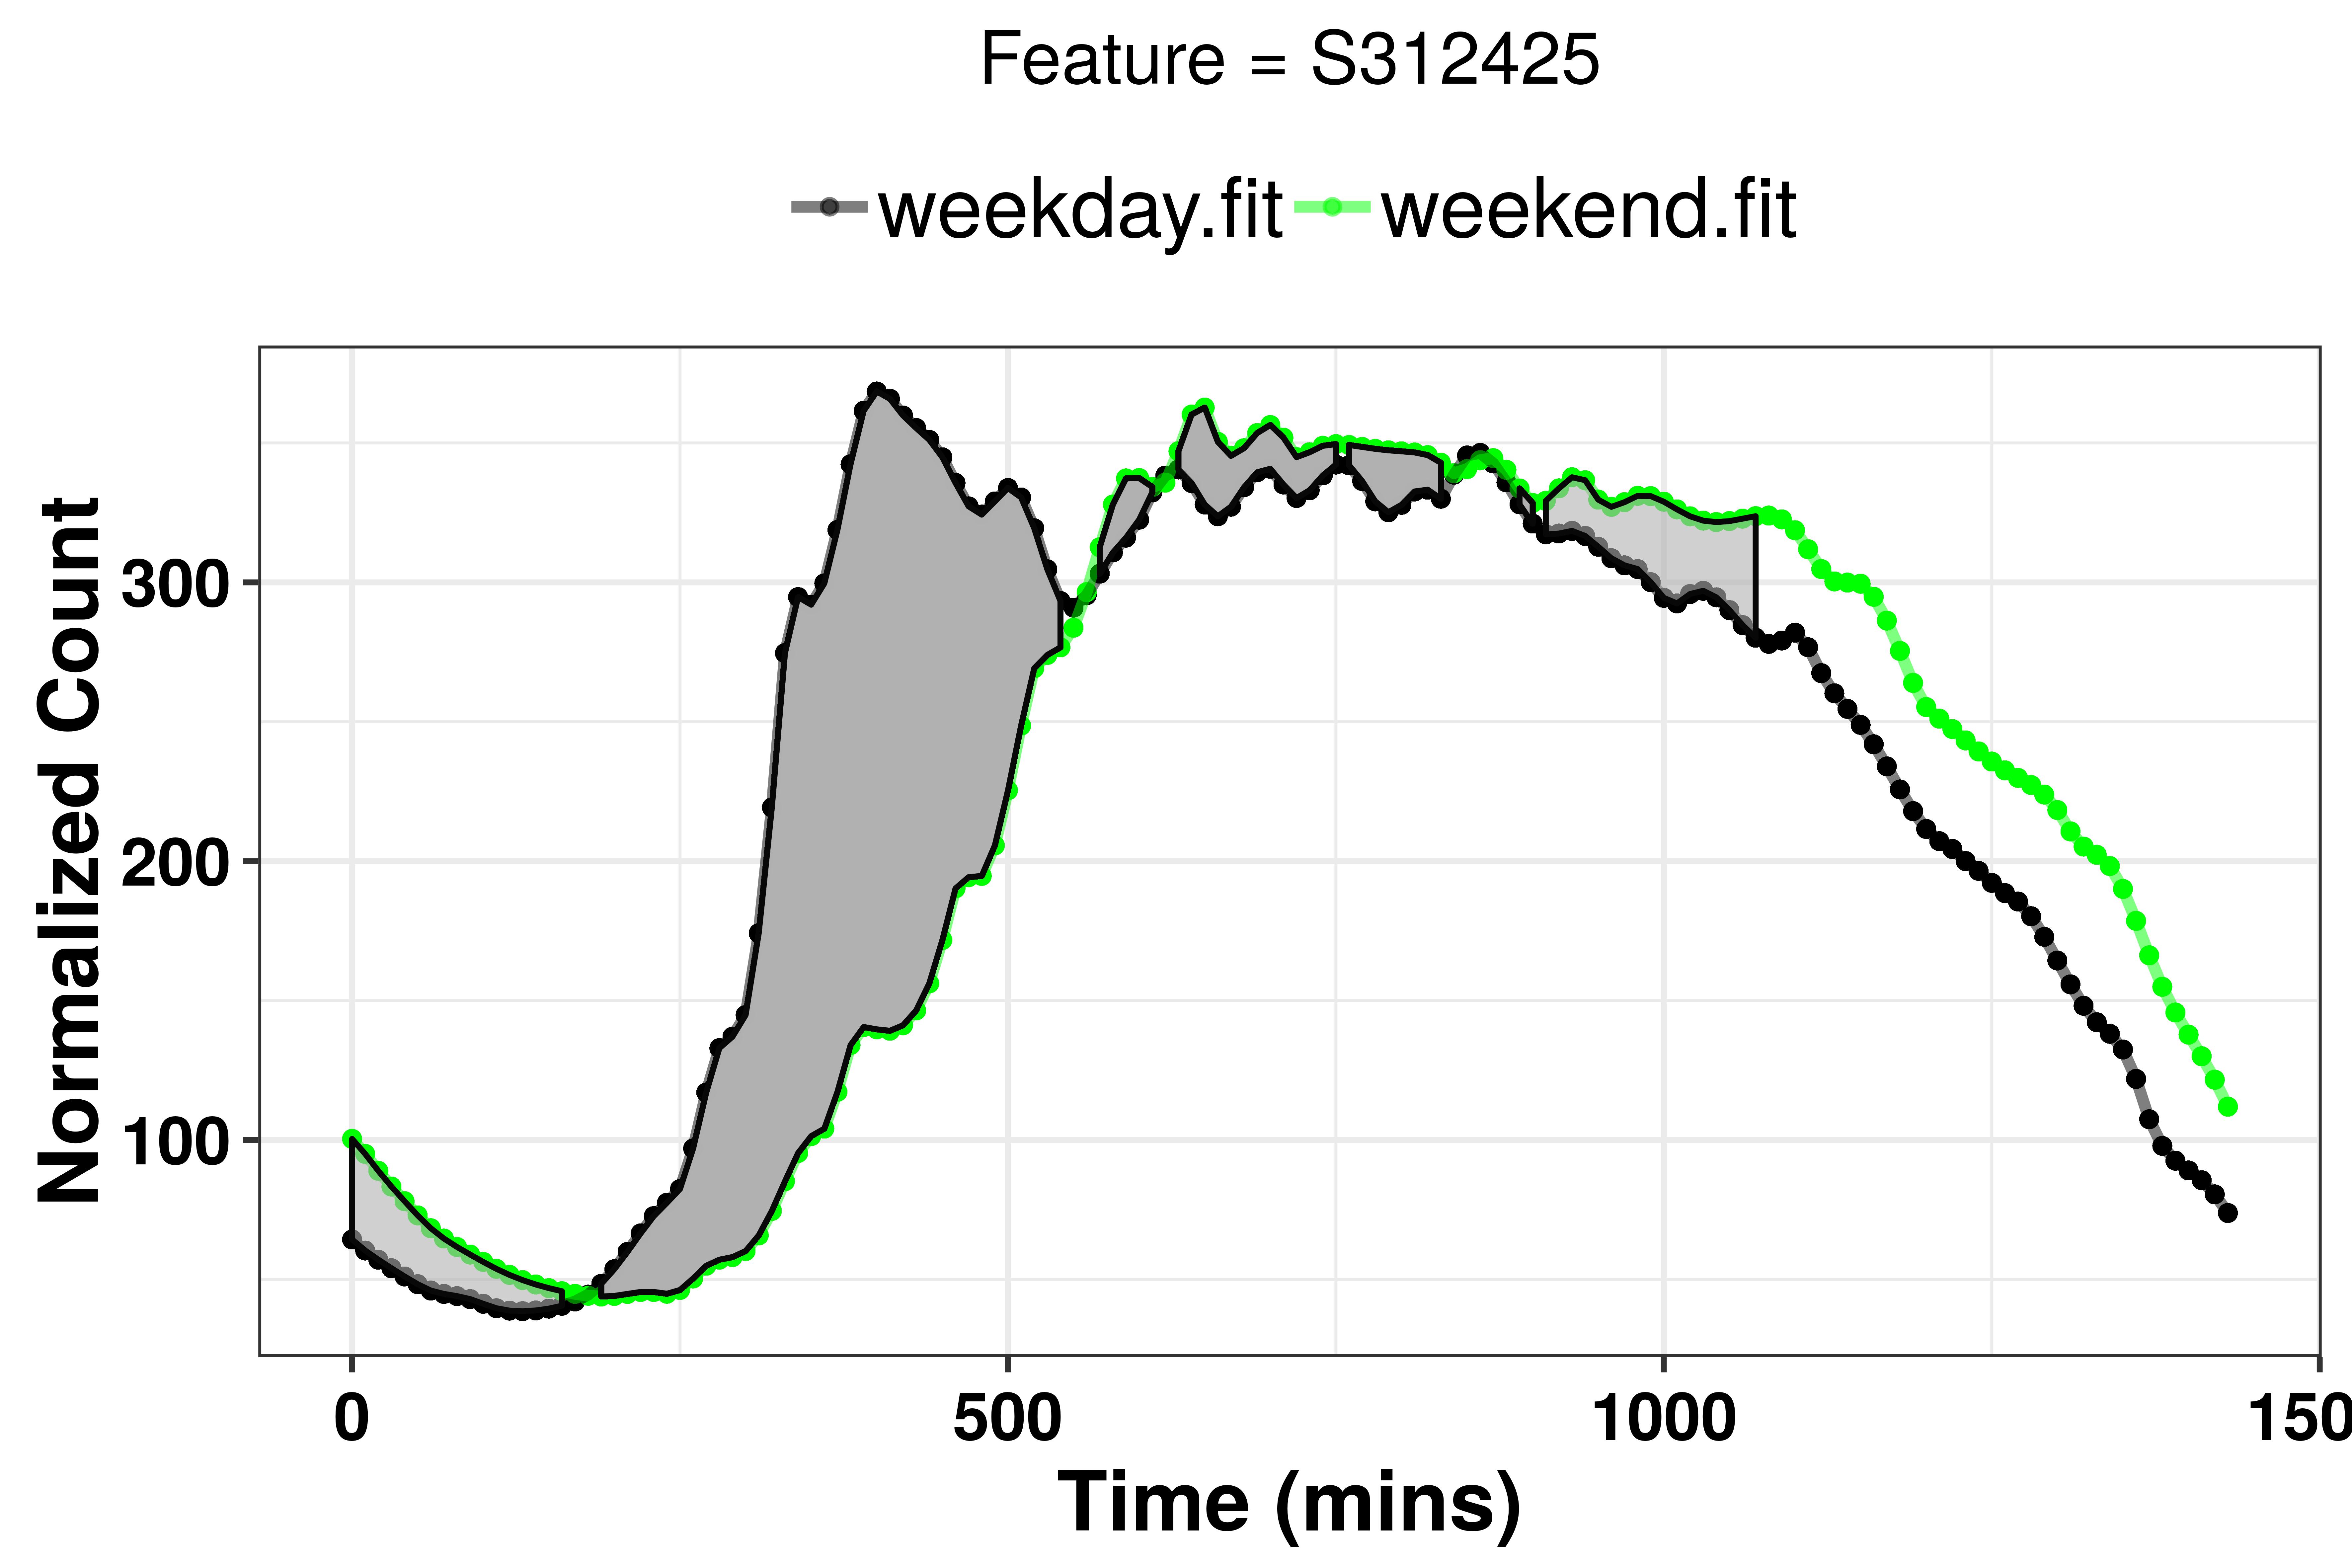 Feature = S312425
weekday.fit weekend.fit
Normalized Count
300
200
100
0 500 1000 150
Time (mins)